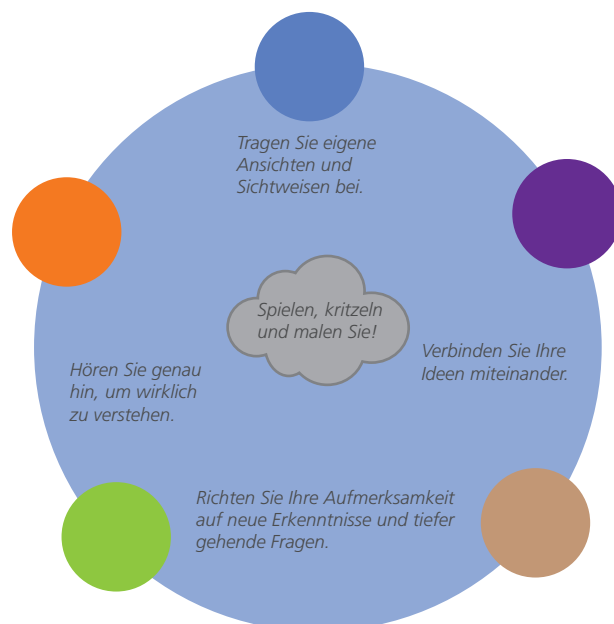 Tragen Sie eigene
Ansichten und
Sichtweisen bei.
Spielen, kritzeln
und malen Sie!
Verbinden Sie Ihre
Ideen miteinander.
Hören Sie genau
hin, um wirklich
zu verstehen.
Richten Sie Ihre Aufmerksamkeit
auf neue Erkenntnisse und tiefer
gehende Fragen.